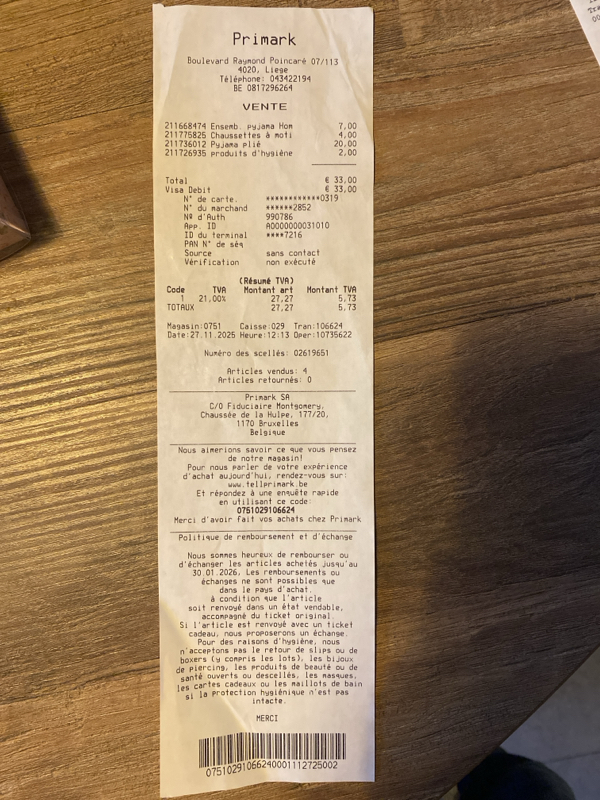 Primark
Boulevard Raymond Poincaré 07/113
4020, Liege
Téléphone: 043422194
BE 0817296264
VENTE
211668474 Ensemb. pyjama Hom 7,00
211775825 Chaussettes à moti 4,00
211736012 Pyjama plié 20,00
211726935 produits d'hygiène 2,00
Total € 33,00
Visa Debit € 33,00
N° de carte. ************0319
N° du marchand ******2852
Nº d'Auth 990786
App. ID A0000000031010
ID du terminal ****7216
PAN N° de séq
Source sans contact
Vérification non exécuté
(Résumé TVA)
Code TVA Montant art Montant TVA
1 21,00% 27,27 5,73
TOTAUX 27,27 5,73
Magasin:0751 Caisse:029 Tran:106624
Date:27.11.2025 Heure:12:13 Oper:10735622
Numéro des scellés: 02619651
Articles vendus: 4
Articles retournés: 0
Primark SA
C/O Fiduciaire Montgomery,
Chaussée de la Hulpe, 177/20,
1170 Bruxelles
Belgique
Nous aimerions savoir ce que vous pensez
de notre magasin!
Pour nous parler de votre expérience
d'achat aujourd'hui, rendez-vous sur:
www.tellprimark.be
Et répondez à une enquête rapide
en utilisant ce code:
0751029106624
Merci d'avoir fait vos achats chez Primark
Politique de remboursement et d'échange
Nous sommes heureux de rembourser ou
d'échanger les articles achetés jusqu'au
30.01.2026, Les remboursements ou
échanges ne sont possibles que
dans le pays d'achat,
à condition que l'article
soit renvoyé dans un état vendable,
accompagné du ticket original.
Si l'article est renvoyé avec un ticket
cadeau, nous proposerons un échange.
Pour des raisons d'hygiène, nous
n'acceptons pas le retour de slips ou de
boxers (y compris les lots), les bijoux
de piercing, les produits de beauté ou de
santé ouverts ou descellés, les masques,
les cartes cadeaux ou les maillots de bain
si la protection hygiénique n'est pas
intacte.
MERCI
07510291066240001112725002